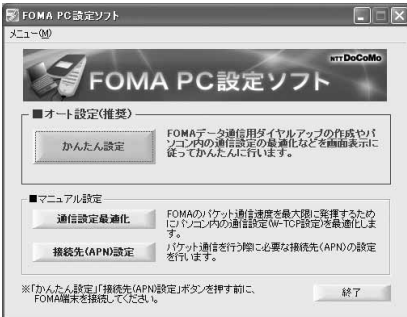 FOMA PC設定ソフト
メニュー(M)
NTT DoCoMo
FOMA PC設定ソフト
■オート設定(推奨)
かんたん設定
FOMAデータ通信用ダイヤルアップの作成やパ
ソコン内の通信設定の最適化などを画面表示に
従ってかんたんに行います。
■マニュアル設定
通信設定最適化
FOMAのパケット通信速度を最大限に発揮するため
にパソコン内の通信設定(W-TCP設定)を最適化しま
す。
接続先(APN)設定
パケット通信を行う際に必要な接続先(APN)の設定
を行います。
※「かんたん設定」「接続先(APN)設定」ボタンを押す前に、
FOMA端末を接続してください。
終了